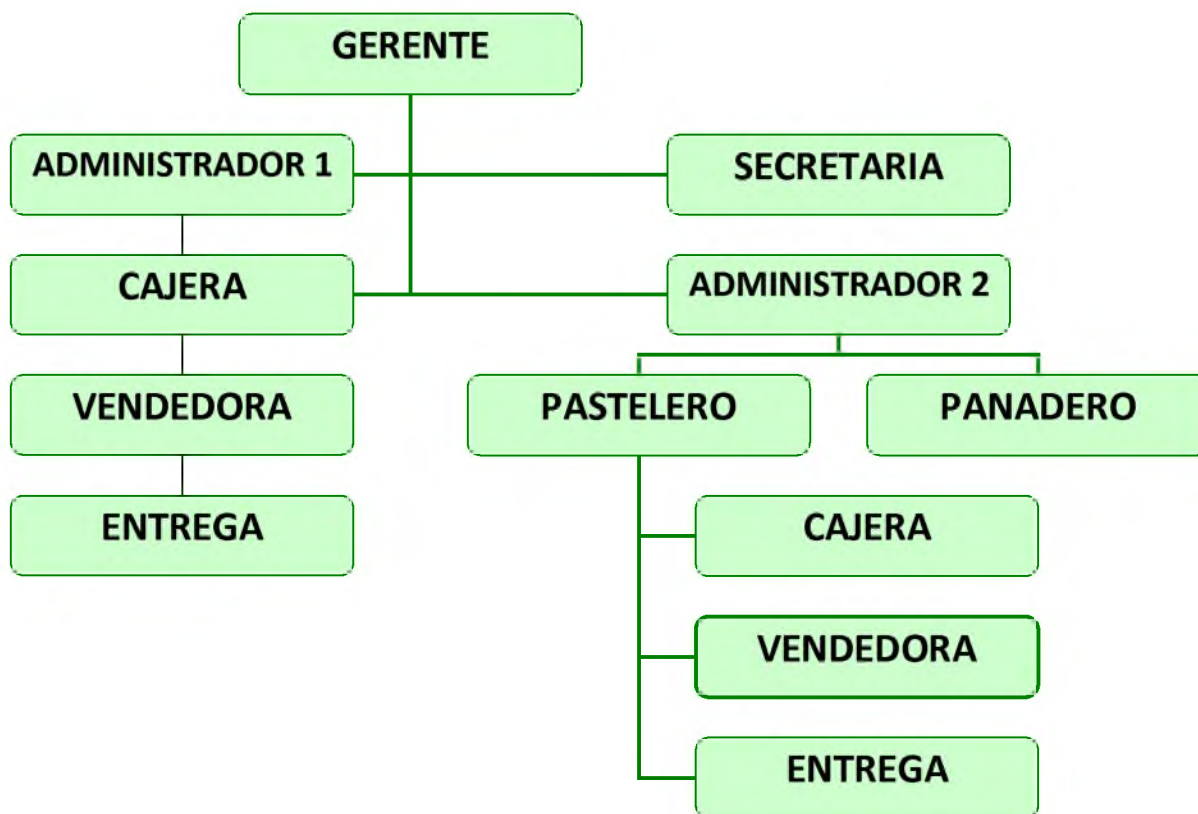 GERENTE
ADMINISTRADOR 1
SECRETARIA
CAJERA
ADMINISTRADOR 2
VENDEDORA
PASTELERO
PANADERO
ENTREGA
CAJERA
VENDEDORA
ENTREGA